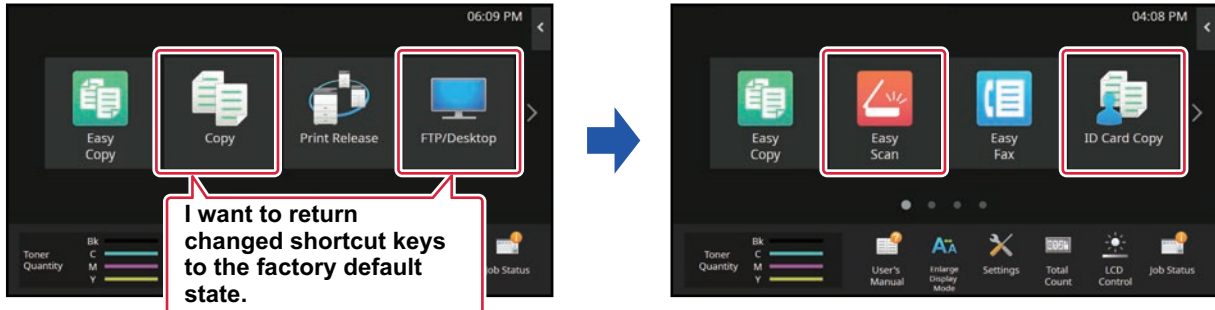 06:09 PM
Easy
Copy
Copy
Print Release
FTP/Desktop
I want to return
changed shortcut keys
to the factory default
state.
Toner
Quantity
Bk
C
M
Y
ob Status
04:08 PM
Easy
Copy
Easy
Scan
Easy
Fax
ID Card Copy
Toner
Quantity
Bk
C
M
Y
User's
Manual
Enlarge
Display
Mode
Settings
Total
Count
LCD
Control
Job Status